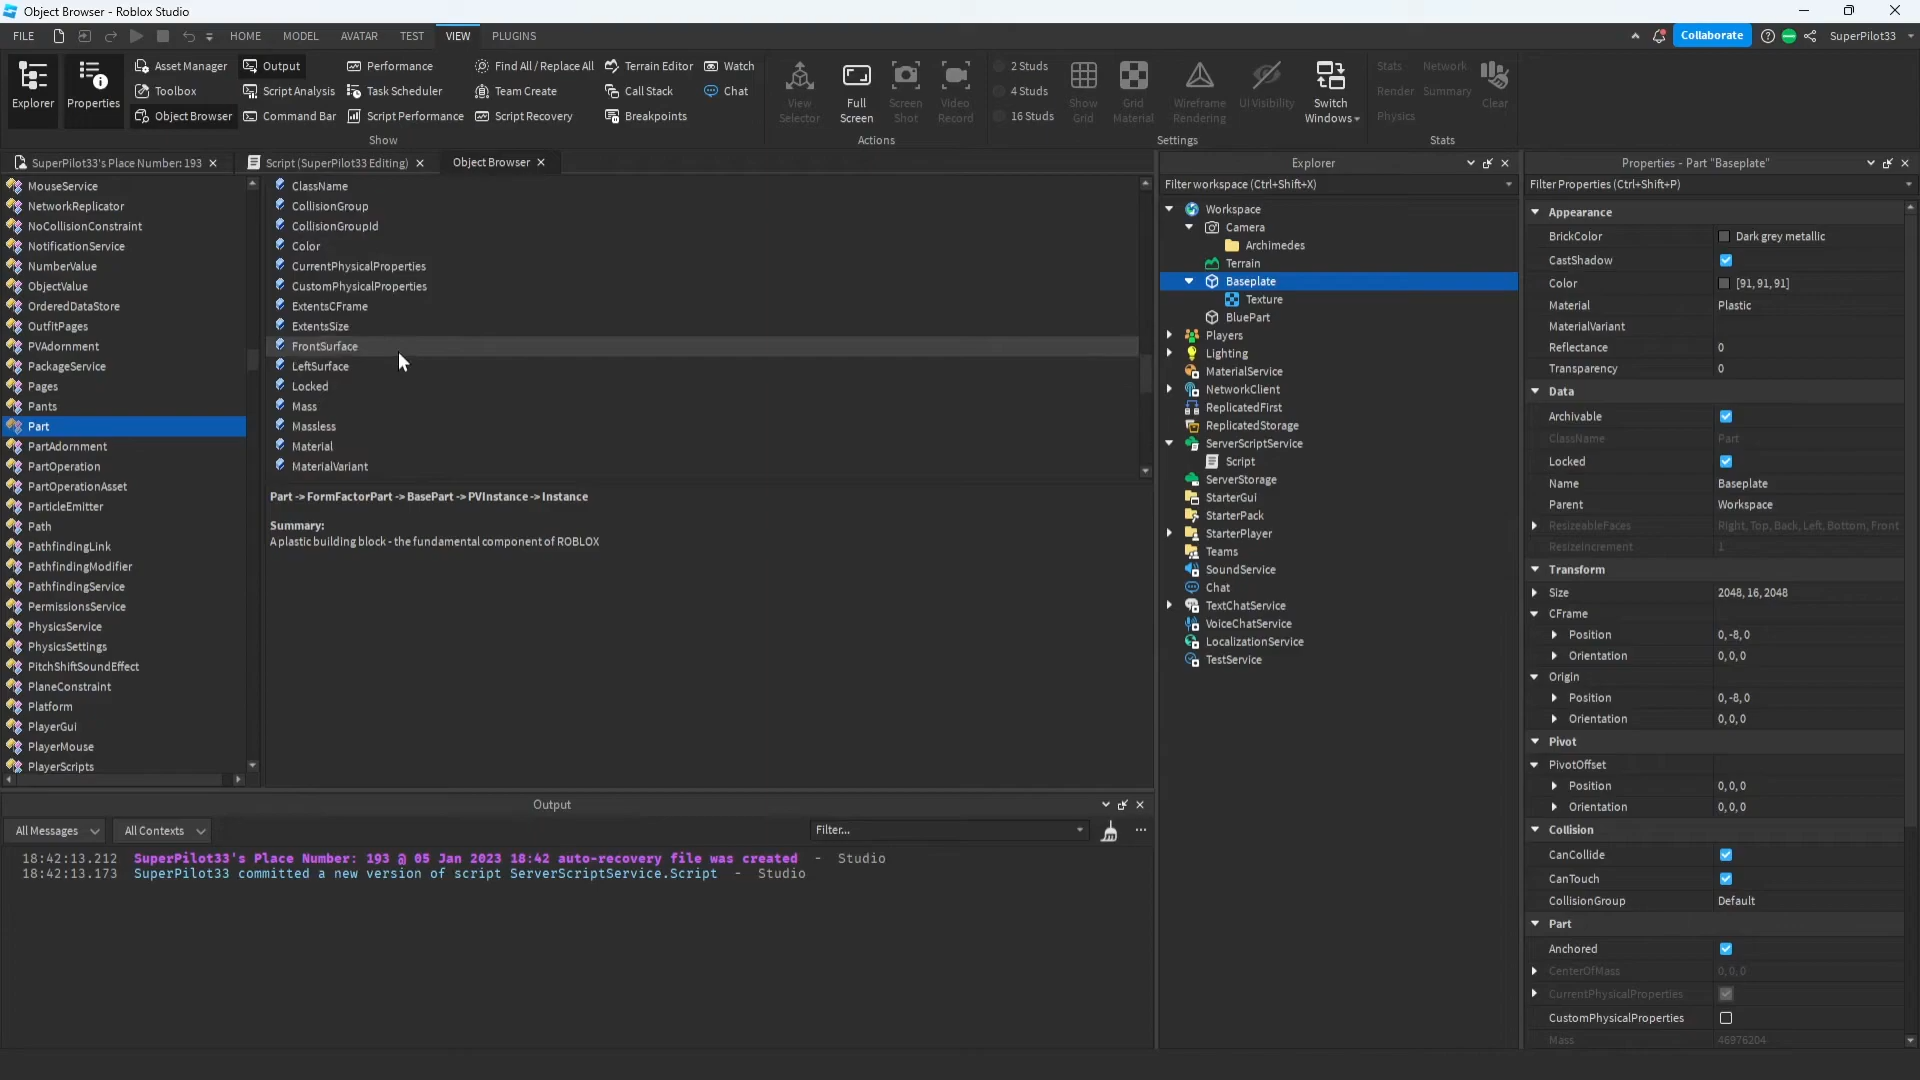 Object Browser - Roblox Studio
FILE HOME MODEL AVATAR TEST VIEW PLUGINS Collaborate SuperPilot33
Explorer
Properties
Asset Manager
Toolbox
Object Browser
Output
Script Analysis
Command Bar
Performance
Task Scheduler
Script Performance
Find All / Replace All
Team Create
Script Recovery
Terrain Editor
Call Stack
Breakpoints
Watch
Chat
Show
View
Selector
Full
Screen
Screen
Shot
Video
Record
Actions
2 Studs
4 Studs
16 Studs
Show
Grid
Grid
Material
Wireframe
Rendering
UI Visibility
Switch
Windows
Settings
Stats Network
Render Summary
Physics
Clear
Stats
SuperPilot33's Place Number: 193
Script (SuperPilot33 Editing)
Object Browser
MouseService
NetworkReplicator
NoCollisionConstraint
NotificationService
NumberValue
ObjectValue
OrderedDataStore
OutfitPages
PVAdornment
PackageService
Pages
Pants
Part
PartAdornment
PartOperation
PartOperationAsset
ParticleEmitter
Path
PathfindingLink
PathfindingModifier
PathfindingService
PermissionsService
PhysicsService
PhysicsSettings
PitchShiftSoundEffect
PlaneConstraint
Platform
PlayerGui
PlayerMouse
PlayerScripts
ClassName
CollisionGroup
CollisionGroupId
Color
CurrentPhysicalProperties
CustomPhysicalProperties
ExtentsCFrame
ExtentsSize
FrontSurface
LeftSurface
Locked
Mass
Massless
Material
MaterialVariant
Part -> FormFactorPart -> BasePart -> PVInstance -> Instance
Summary:
A plastic building block - the fundamental component of ROBLOX
Output
All Messages
All Contexts
Filter...
18:42:13.212 SuperPilot33's Place Number: 193 @ 05 Jan 2023 18:42 auto-recovery file was created - Studio
18:42:13.173 SuperPilot33 committed a new version of script ServerScriptService.Script - Studio
Explorer
Filter workspace (Ctrl+Shift+X)
Workspace
Camera
Archimedes
Terrain
Baseplate
Texture
BluePart
Players
Lighting
MaterialService
NetworkClient
ReplicatedFirst
ReplicatedStorage
ServerScriptService
Script
ServerStorage
StarterGui
StarterPack
StarterPlayer
Teams
SoundService
Chat
TextChatService
VoiceChatService
LocalizationService
TestService
Properties - Part "Baseplate"
Filter Properties (Ctrl+Shift+P)
Appearance
BrickColor Dark grey metallic
CastShadow
Color [91, 91, 91]
Material Plastic
MaterialVariant
Reflectance 0
Transparency 0
Data
Archivable
ClassName Part
Locked
Name Baseplate
Parent Workspace
ResizeableFaces Right, Top, Back, Left, Bottom, Front
ResizeIncrement 1
Transform
Size 2048, 16, 2048
CFrame
Position 0, -8, 0
Orientation 0, 0, 0
Origin
Position 0, -8, 0
Orientation 0, 0, 0
Pivot
PivotOffset
Position 0, 0, 0
Orientation 0, 0, 0
Collision
CanCollide
CanTouch
CollisionGroup Default
Part
Anchored
CenterOfMass 0, 0, 0
CurrentPhysicalProperties
CustomPhysicalProperties
Mass 46976204